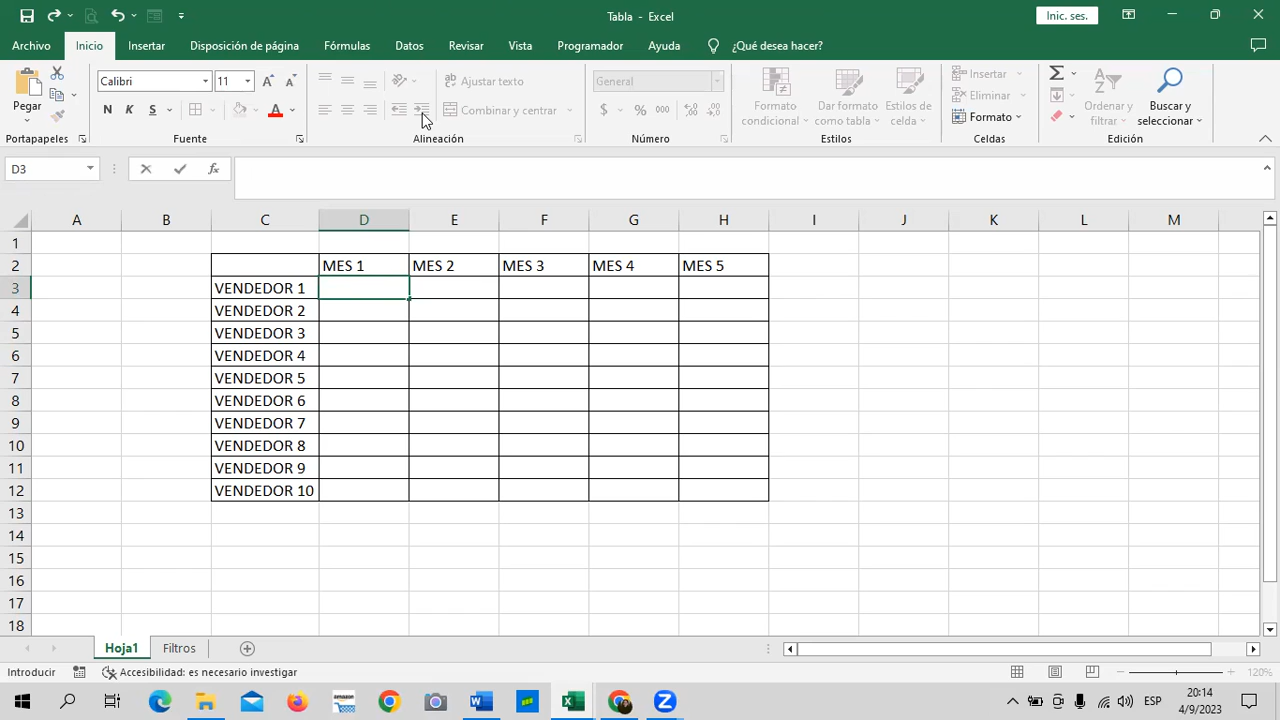 Tabla - Excel
Inic. ses.
Archivo Inicio Insertar Disposición de página Fórmulas Datos Revisar Vista Programador Ayuda ¿Qué desea hacer?
Pegar
Portapapeles
Calibri 11
N K S
Fuente
Ajustar texto
Combinar y centrar
Alineación
General
$ % 000
Número
Formato condicional
Dar formato como tabla
Estilos de celda
Estilos
Insertar
Eliminar
Formato
Celdas
Ordenar y filtrar
Buscar y seleccionar
Edición
D3 fx
A B C D E F G H I J K L M
1
2 MES 1 MES 2 MES 3 MES 4 MES 5
3 VENDEDOR 1
4 VENDEDOR 2
5 VENDEDOR 3
6 VENDEDOR 4
7 VENDEDOR 5
8 VENDEDOR 6
9 VENDEDOR 7
10 VENDEDOR 8
11 VENDEDOR 9
12 VENDEDOR 10
13
14
15
16
17
18
Hoja1 Filtros
Introducir Accesibilidad: es necesario investigar 120%
ESP
20:14
4/9/2023